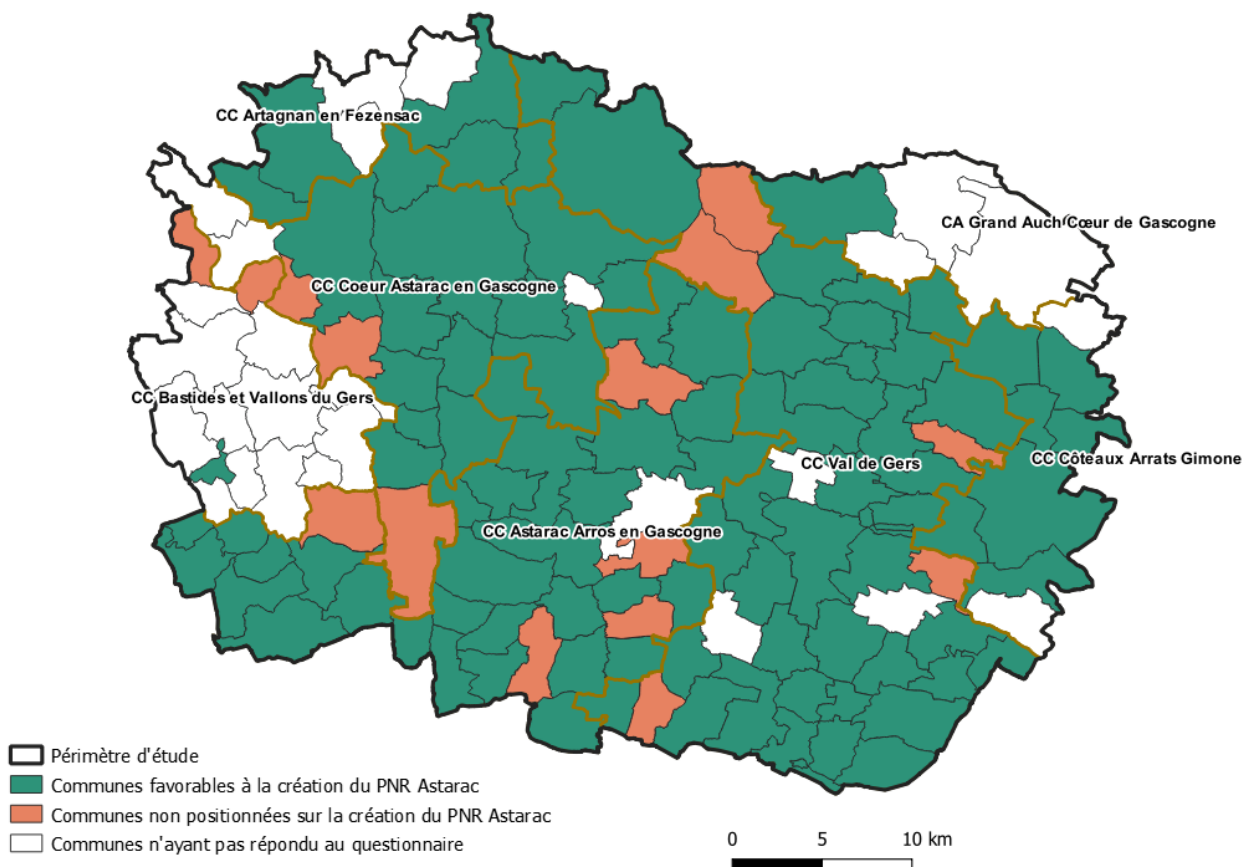 CC Artagnan en Fezensac
CA Grand Auch Cœur de Gascogne
CC Coeur Astarac en Gascogne
CC Bastides et Vallons du Gers
CC Val de Gers
CC Côteaux Arrats Gimone
CC Astarac Arros en Gascogne
Périmètre d'étude
Communes favorables à la création du PNR Astarac
Communes non positionnées sur la création du PNR Astarac
Communes n'ayant pas répondu au questionnaire
0 5 10 km